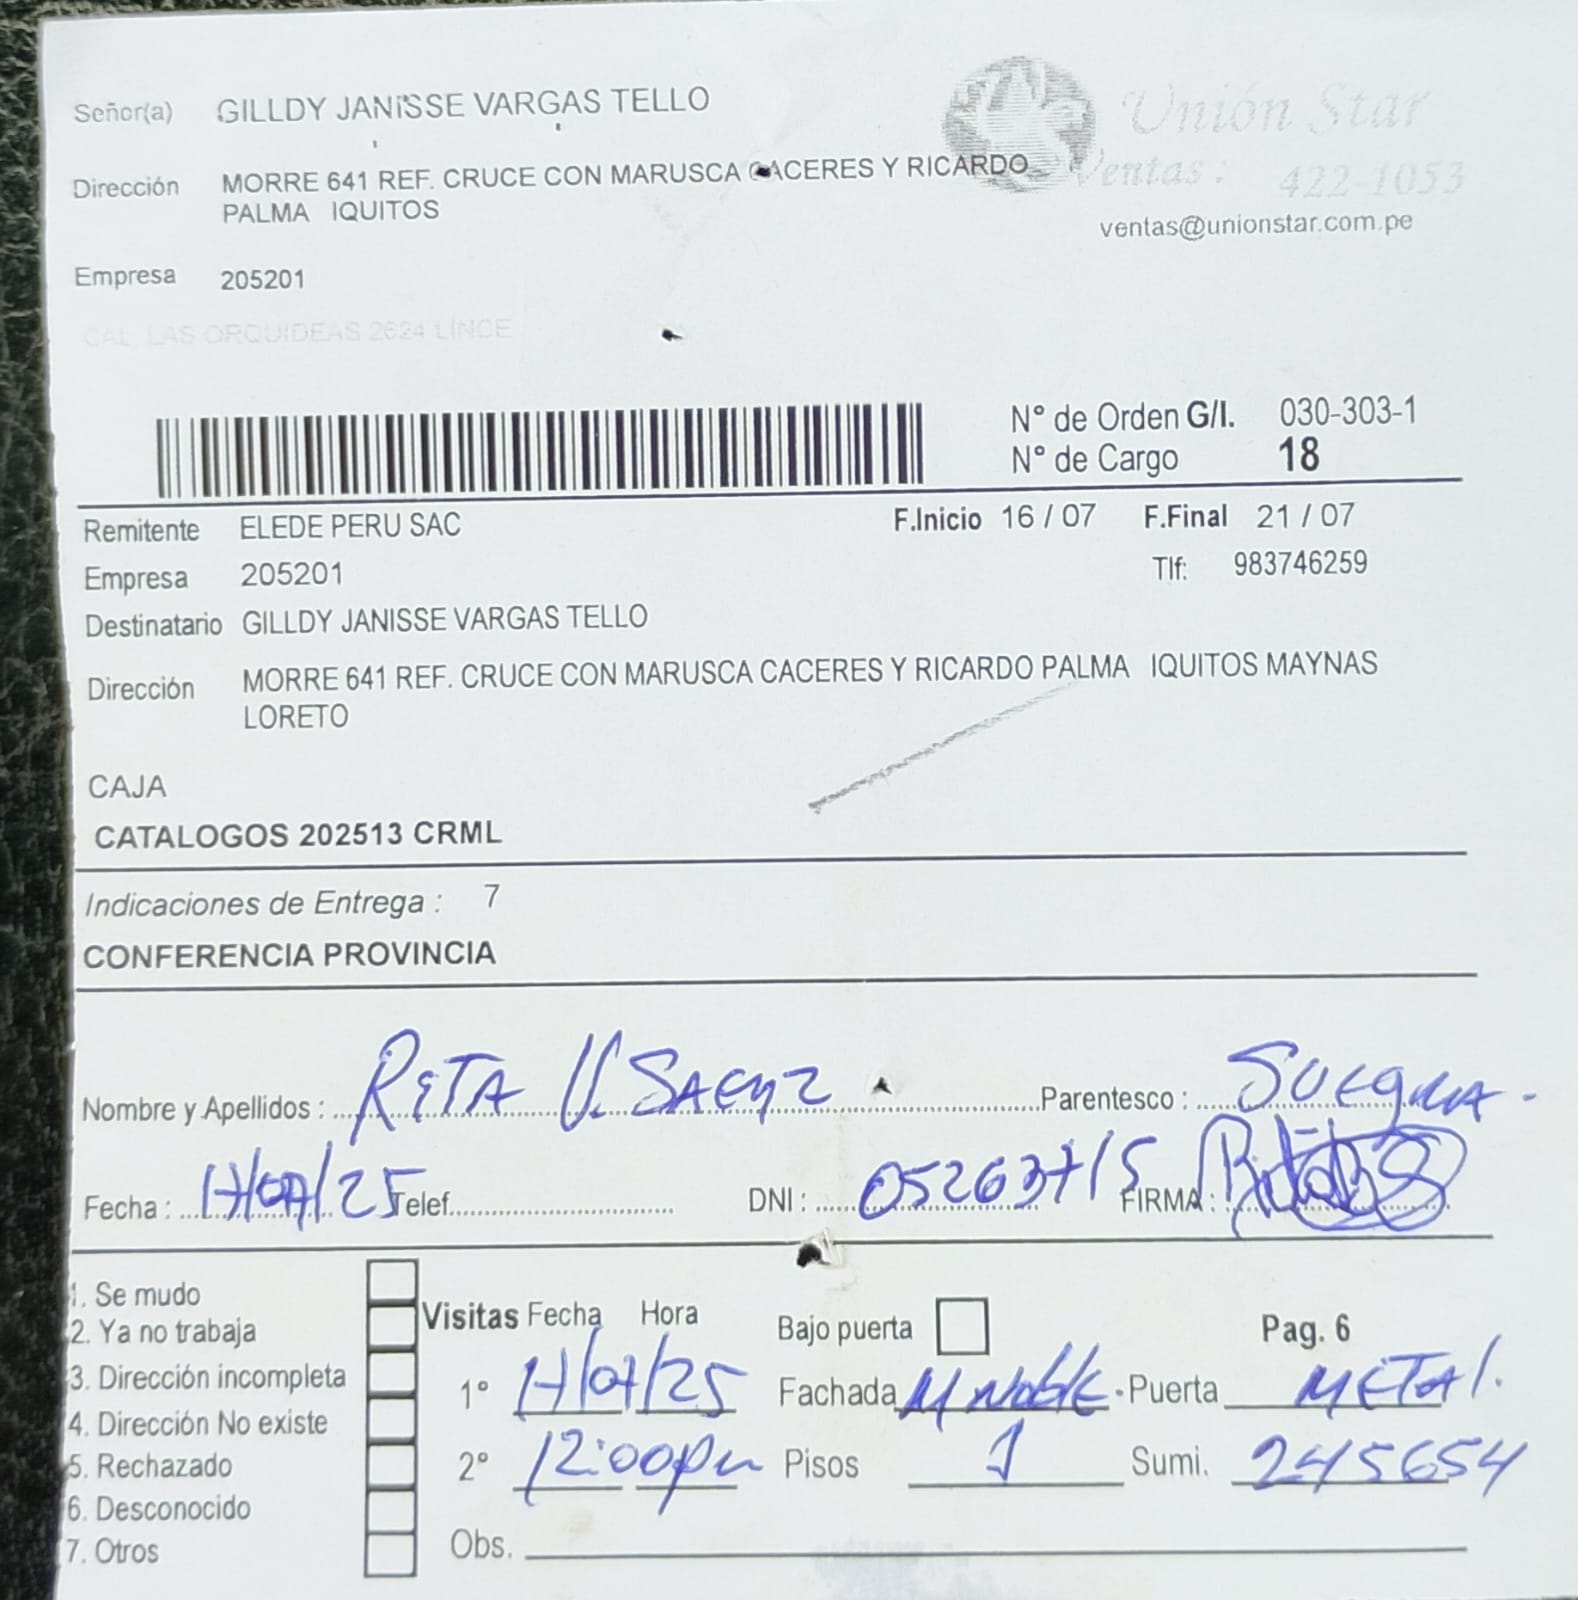 Señor(a) GILLDY JANISSE VARGAS TELLO
Unión Star
Dirección MORRE 641 REF. CRUCE CON MARUSCA CACERES Y RICARDO
PALMA IQUITOS
Ventas: 422-1053
ventas@unionstar.com.pe
Empresa 205201
CAL. LAS ORQUIDEAS 2624 LINCE
N° de Orden G/I. 030-303-1
N° de Cargo 18
Remitente ELEDE PERU SAC F.Inicio 16 / 07 F.Final 21 / 07
Empresa 205201 Tlf: 983746259
Destinatario GILLDY JANISSE VARGAS TELLO
Dirección MORRE 641 REF. CRUCE CON MARUSCA CACERES Y RICARDO PALMA IQUITOS MAYNAS
LORETO
CAJA
CATALOGOS 202513 CRML
Indicaciones de Entrega : 7
CONFERENCIA PROVINCIA
Nombre y Apellidos : RITA V. SAENZ Parentesco : SUEGRA.
Fecha : 17/07/25 Telef. DNI : 05263715 FIRMA :
1. Se mudo
2. Ya no trabaja
3. Dirección incompleta
4. Dirección No existe
5. Rechazado
6. Desconocido
7. Otros
Visitas Fecha Hora Bajo puerta Pag. 6
1° 17/07/25 Fachada M Noble. Puerta METAL.
2° 12:00pm Pisos 1 Sumi. 245654
Obs.